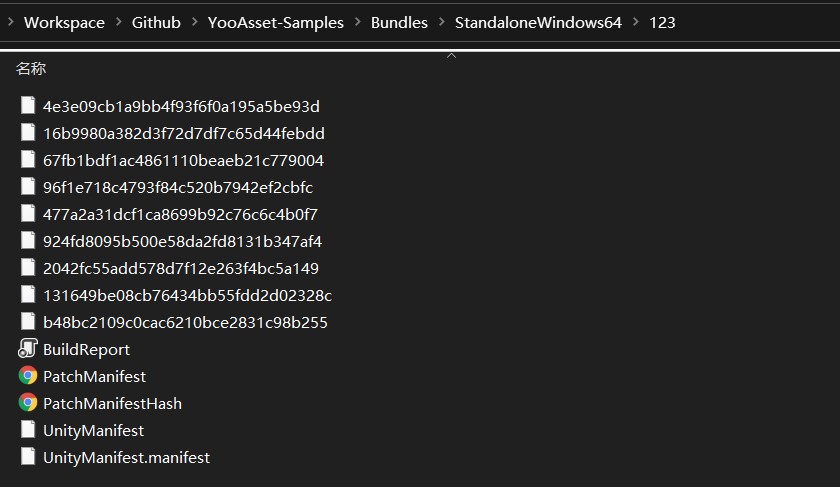 Workspace > Github > YooAsset-Samples > Bundles > StandaloneWindows64 > 123
名称
4e3e09cb1a9bb4f93f6f0a195a5be93d
16b9980a382d3f72d7df7c65d44febdd
67fb1bdf1ac4861110beaeb21c779004
96f1e718c4793f84c520b7942ef2cbfc
477a2a31dcf1ca8699b92c76c6c4b0f7
924fd8095b500e58da2fd8131b347af4
2042fc55add578d7f12e263f4bc5a149
131649be08cb76434bb55fdd2d02328c
b48bc2109c0cac6210bce2831c98b255
BuildReport
PatchManifest
PatchManifestHash
UnityManifest
UnityManifest.manifest